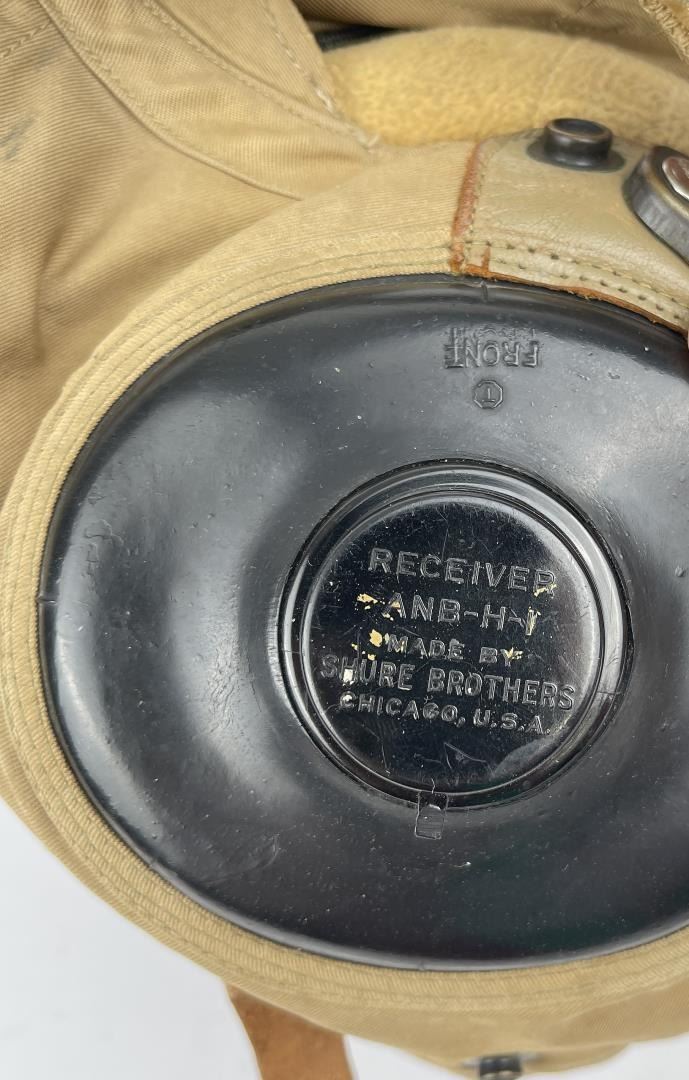 FRONT
T
RECEIVER
ANB-H-1
MADE BY
SHURE BROTHERS
CHICAGO, U.S.A.